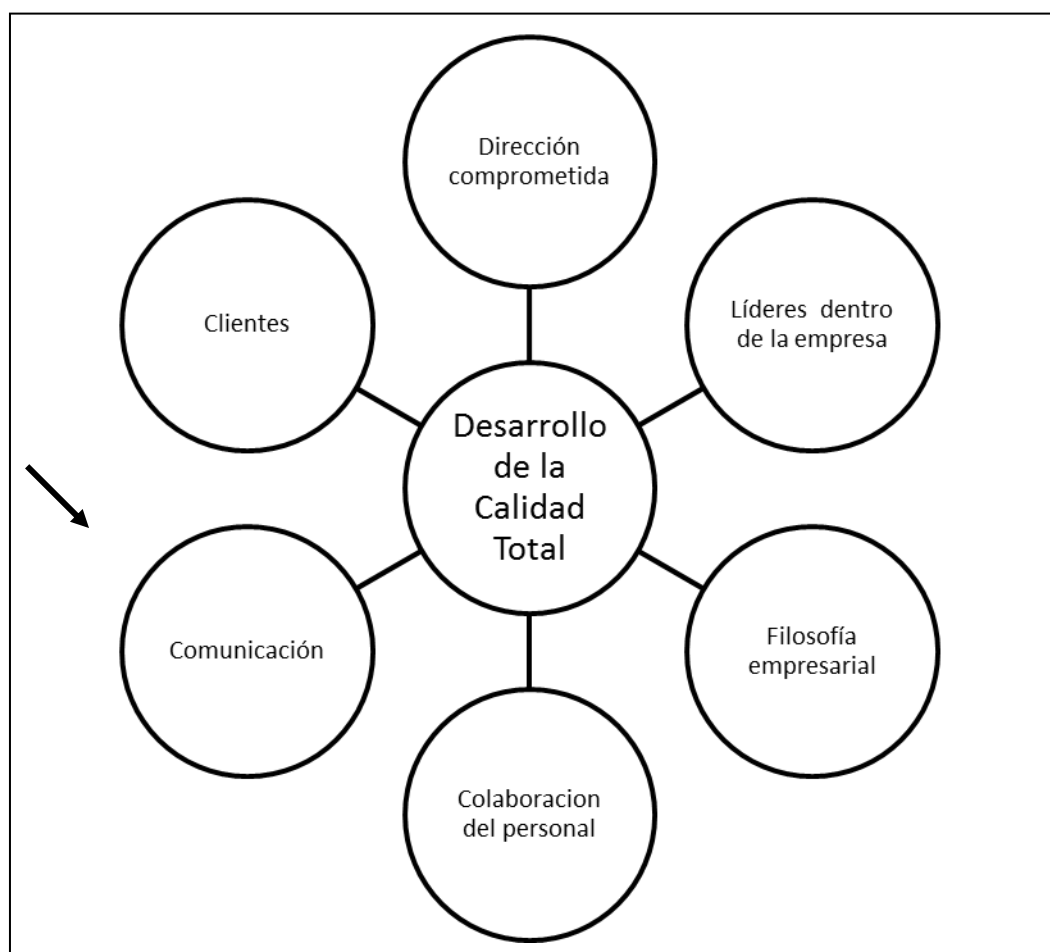 Dirección
comprometida
Líderes dentro
de la empresa
Clientes
Desarrollo
de la
Calidad
Total
Comunicación
Filosofía
empresarial
Colaboracion
del personal